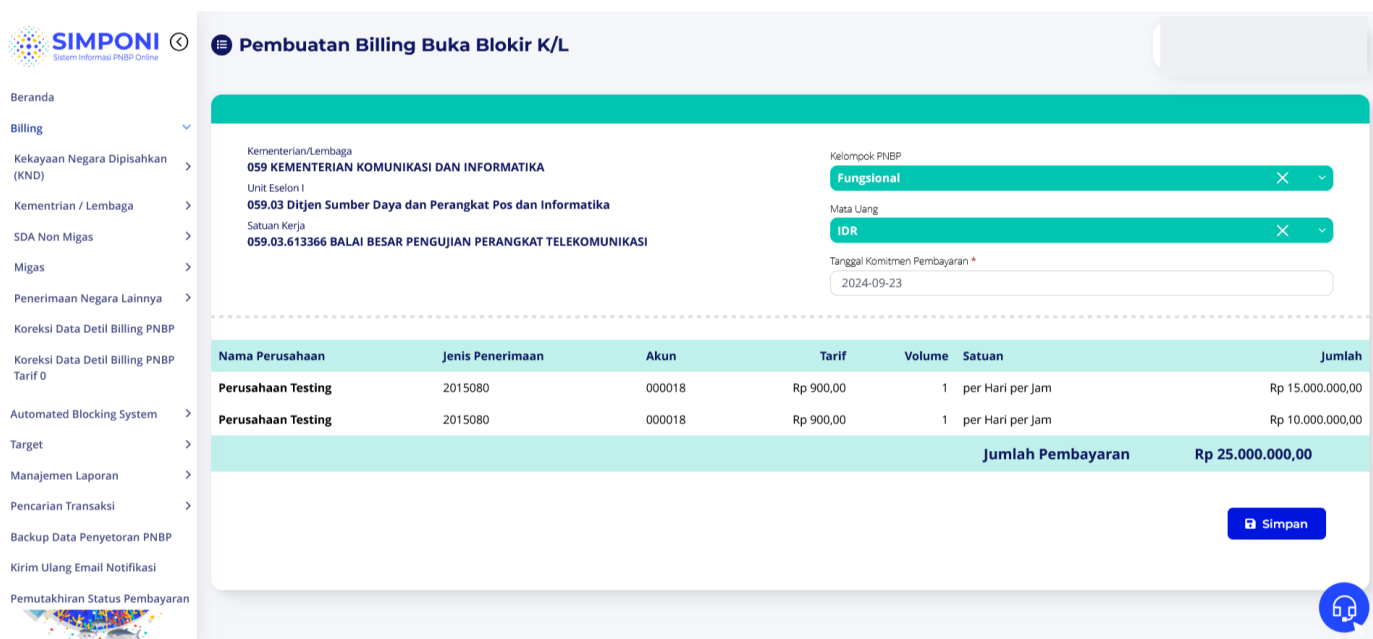 SIMPONI
Sistem Informasi PNBP Online
Beranda
Billing
Kekayaan Negara Dipisahkan
(KND)
Kementrian / Lembaga
SDA Non Migas
Migas
Penerimaan Negara Lainnya
Koreksi Data Detil Billing PNBP
Koreksi Data Detil Billing PNBP
Tarif 0
Automated Blocking System
Target
Manajemen Laporan
Pencarian Transaksi
Backup Data Penyetoran PNBP
Kirim Ulang Email Notifikasi
Pemutakhiran Status Pembayaran
Pembuatan Billing Buka Blokir K/L
Kementerian/Lembaga
059 KEMENTERIAN KOMUNIKASI DAN INFORMATIKA
Unit Eselon I
059.03 Ditjen Sumber Daya dan Perangkat Pos dan Informatika
Satuan Kerja
059.03.613366 BALAI BESAR PENGUJIAN PERANGKAT TELEKOMUNIKASI
Kelompok PNBP
Fungsional
Mata Uang
IDR
Tanggal Komitmen Pembayaran *
2024-09-23
Nama Perusahaan Jenis Penerimaan Akun Tarif Volume Satuan Jumlah
Perusahaan Testing 2015080 000018 Rp 900,00 1 per Hari per Jam Rp 15.000.000,00
Perusahaan Testing 2015080 000018 Rp 900,00 1 per Hari per Jam Rp 10.000.000,00
Jumlah Pembayaran Rp 25.000.000,00
Simpan